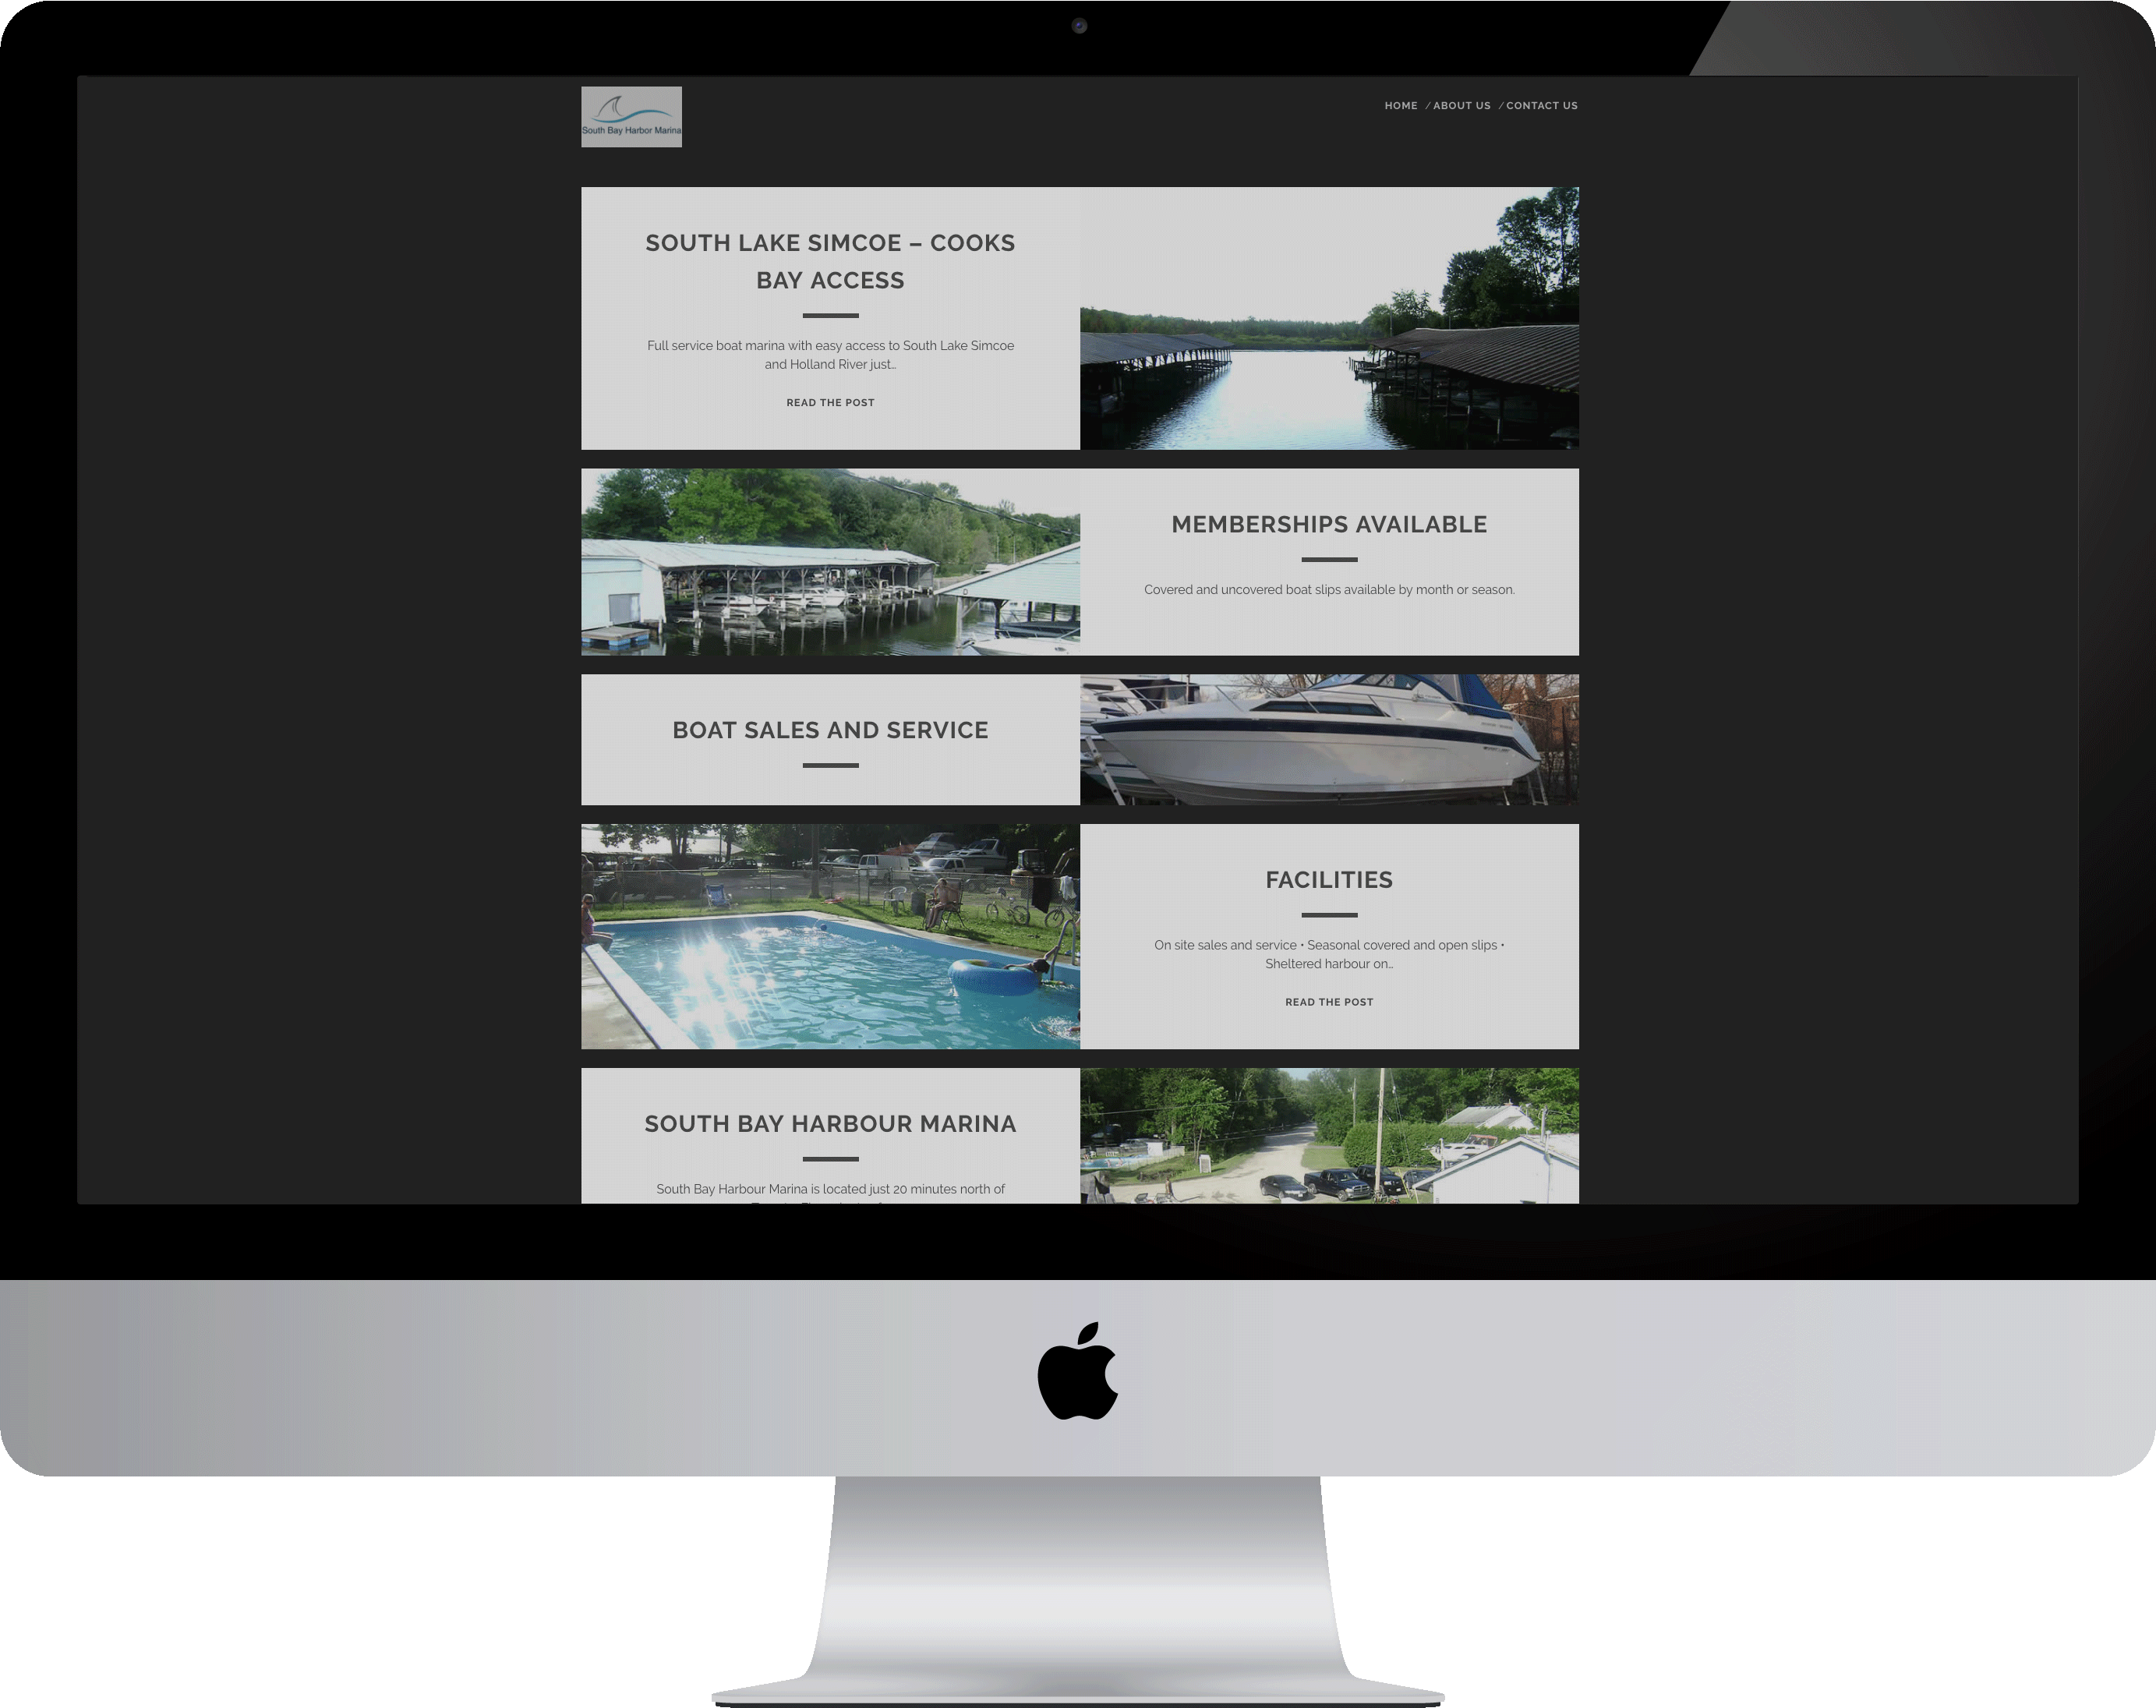 South Bay Harbor Marina
HOME / ABOUT US / CONTACT US
SOUTH LAKE SIMCOE – COOKS
BAY ACCESS
Full service boat marina with easy access to South Lake Simcoe
and Holland River just…
READ THE POST
MEMBERSHIPS AVAILABLE
Covered and uncovered boat slips available by month or season.
BOAT SALES AND SERVICE
FACILITIES
On site sales and service • Seasonal covered and open slips •
Sheltered harbour on…
READ THE POST
SOUTH BAY HARBOUR MARINA
South Bay Harbour Marina is located just 20 minutes north of